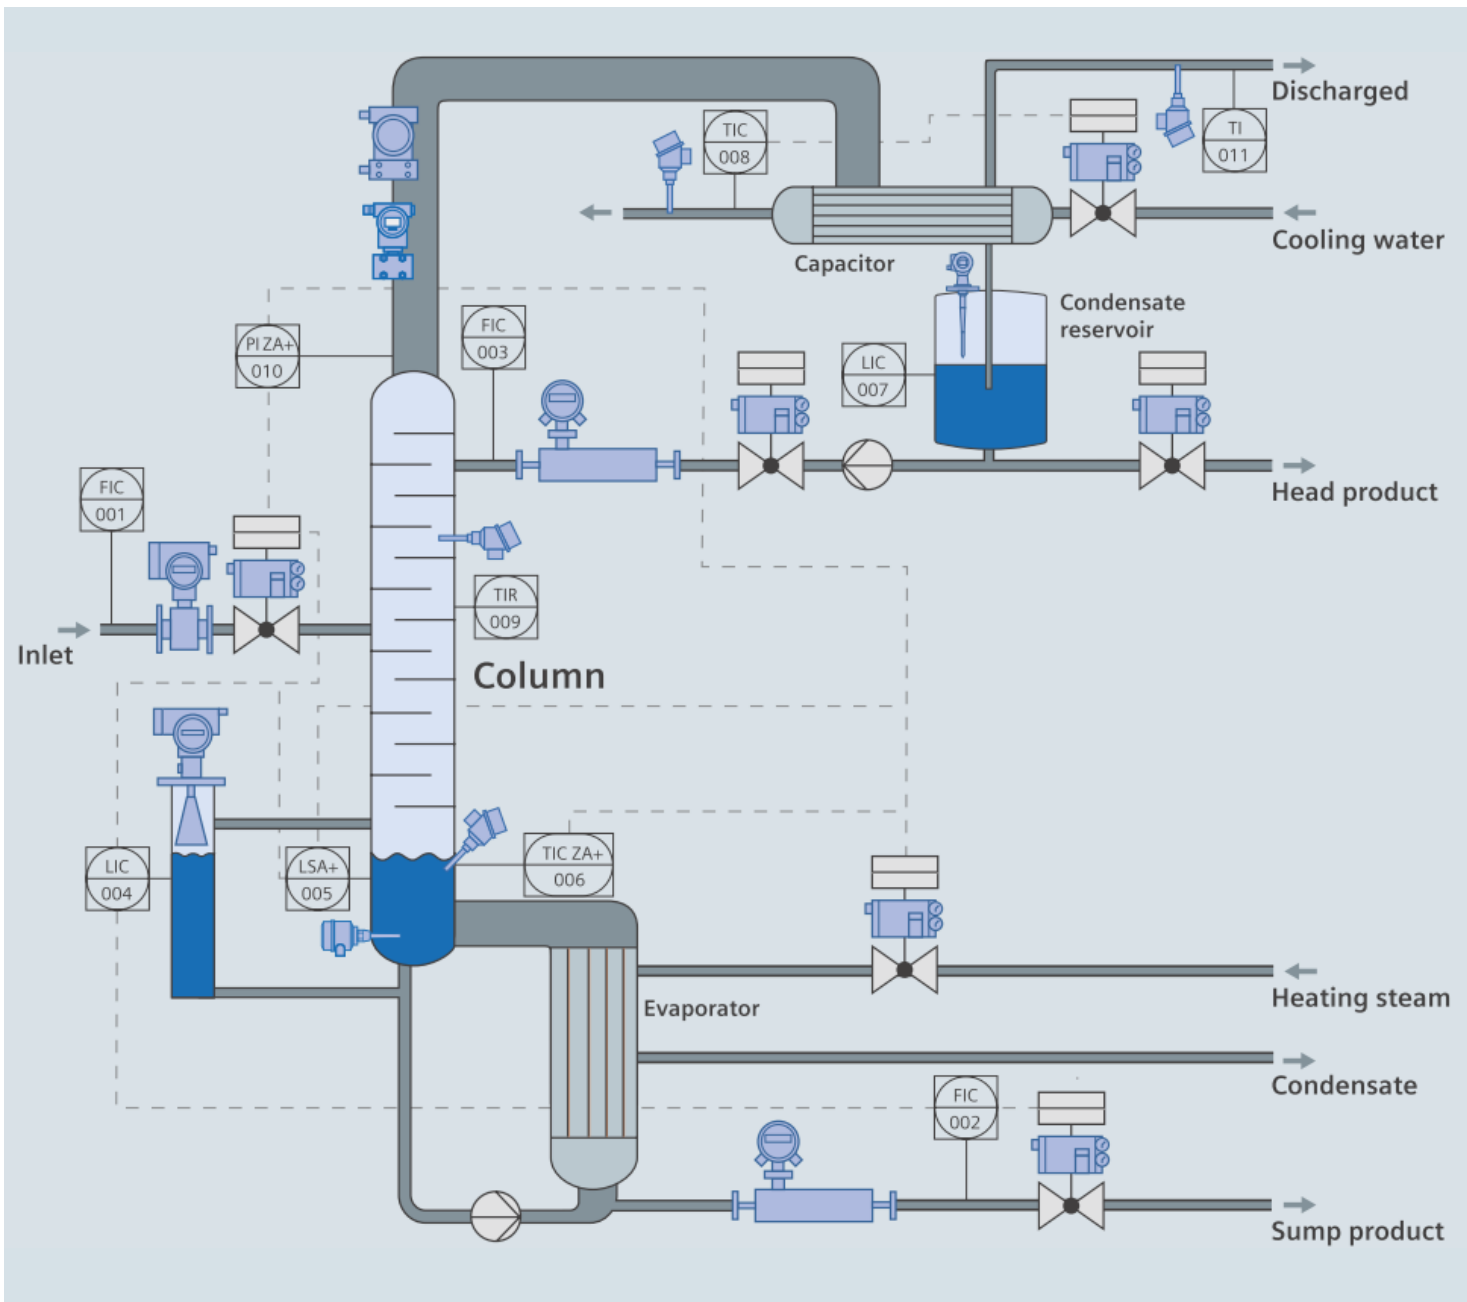 Discharged
TIC
008
TI
011
Cooling water
Capacitor
Condensate
reservoir
FIC
003
PI ZA+
010
LIC
007
Head product
FIC
001
TIR
009
Inlet
Column
LIC
004
LSA+
005
TIC ZA+
006
Heating steam
Evaporator
Condensate
FIC
002
Sump product